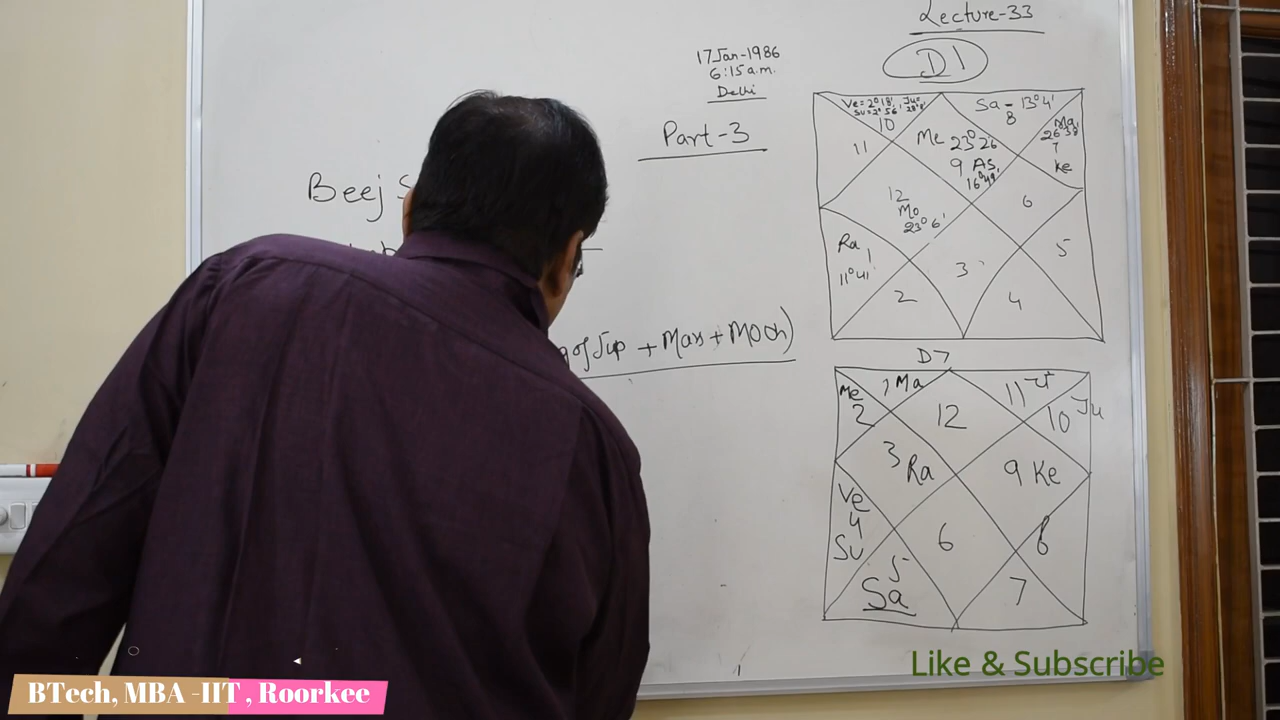 Lecture-33
D1
17 Jan-1986
6:15 a.m.
Delhi
Part-3
Beej S
g of Jup + Mars + Moon)
Ve = 2°18' Ju =
Su = 2°56'
10
Sa - 13°41'
8
Me 23°26
9 As
16°49'
Ma
7
Ke
11
12
Mo
23°6'
6
Ra 1
11°41'
5
2
3
4
D7
Me
2
1 Ma
12
11
10 Ju
3 Ra
9 Ke
Ve
4
Su
6
8
5
Sa
7
Like & Subscribe
BTech, MBA -IIT , Roorkee